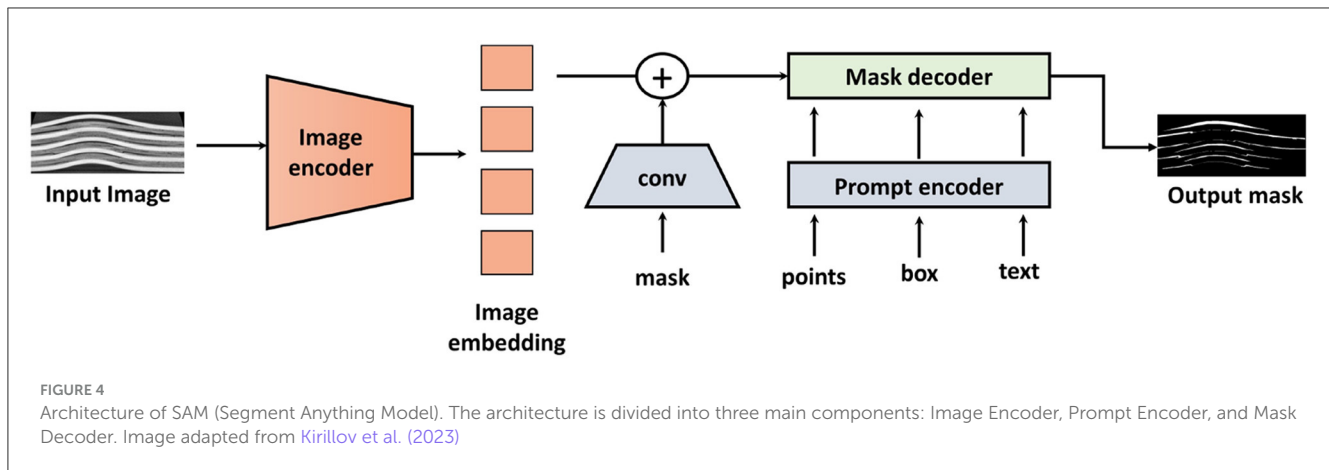 Input Image
Image
encoder
Image
embedding
+
conv
mask
Mask decoder
Prompt encoder
points box text
Output mask
FIGURE 4
Architecture of SAM (Segment Anything Model). The architecture is divided into three main components: Image Encoder, Prompt Encoder, and Mask
Decoder. Image adapted from Kirillov et al. (2023)